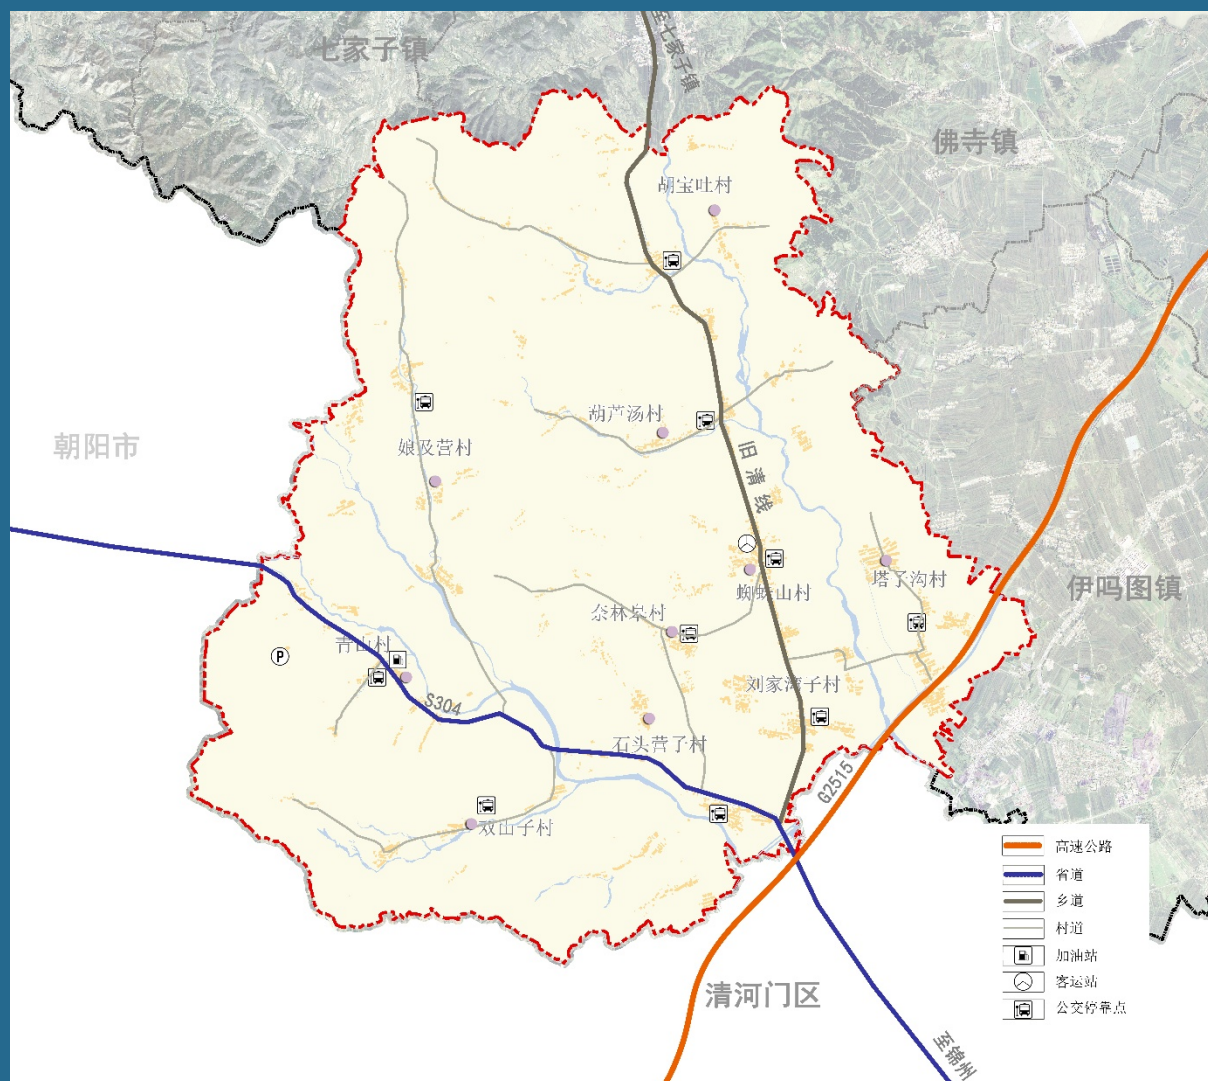 七家子镇
至七家子镇
佛寺镇
胡宝吐村
葫芦汤村
朝阳市
娘及营村
旧清线
塔子沟村
伊吗图镇
蜘蛛山村
奈林皋村
青山村
P
刘家湾子村
S304
石头营子村
G2515
双山子村
高速公路
省道
乡道
村道
加油站
客运站
公交停靠点
清河门区
至锦州